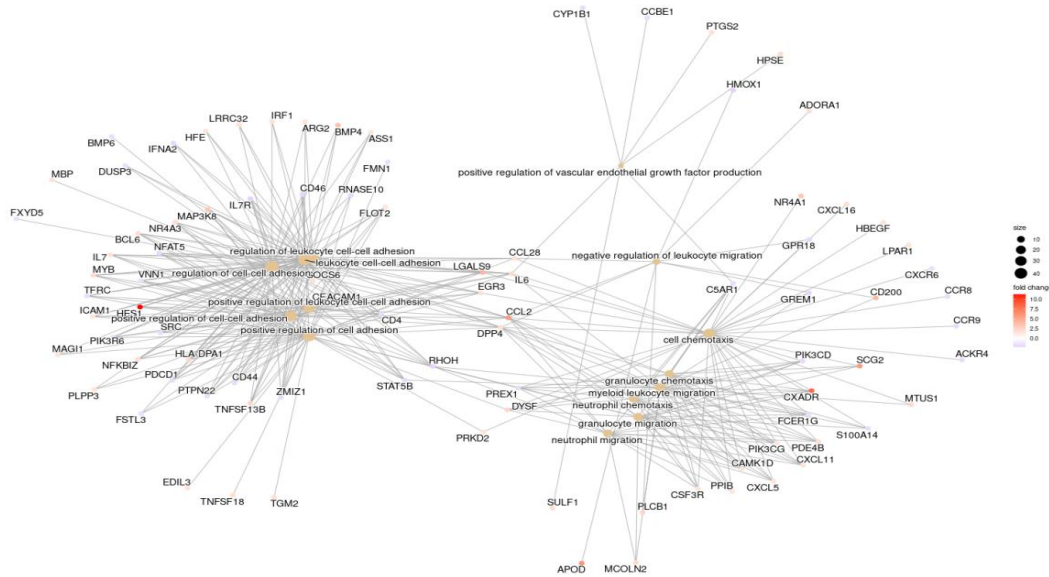 CYP1B1
CCBE1
PTGS2
HPSE
HMOX1
ADORA1
LRRC32
IRF1
ARG2
BMP4
ASS1
HFE
BMP6
IFNA2
DUSP3
FMN1
MBP
CD46
RNASE10
positive regulation of vascular endothelial growth factor production
IL7R
FXYD5
MAP3K8
FLOT2
NR4A1
CXCL16
NR4A3
HBEGF
BCL6
NFAT5
GPR18
regulation of leukocyte cell-cell adhesion
CCL28
negative regulation of leukocyte migration
LPAR1
IL7
leukocyte cell-cell adhesion
LGALS9
MYB
VNN1
regulation of cell-cell adhesion
SOCS6
IL6
CXCR6
TFRC
EGR3
C5AR1
CD200
CCR8
CEACAM1
positive regulation of leukocyte cell-cell adhesion
GREM1
ICAM1
HES1
positive regulation of cell-cell adhesion
CD4
CCL2
CCR9
SRC
positive regulation of cell adhesion
DPP4
cell chemotaxis
PIK3R6
MAGI1
HLA-DPA1
RHOH
PIK3CD
SCG2
ACKR4
NFKBIZ
PDCD1
CD44
granulocyte chemotaxis
PLPP3
PTPN22
ZMIZ1
STAT5B
PREX1
myeloid leukocyte migration
CXADR
MTUS1
TNFSF13B
DYSF
neutrophil chemotaxis
FSTL3
granulocyte migration
FCER1G
S100A14
PRKD2
neutrophil migration
PIK3CG
PDE4B
CXCL11
CAMK1D
EDIL3
PPIB
CXCL5
CSF3R
TNFSF18
TGM2
SULF1
PLCB1
APOD
MCOLN2
size
10
20
30
40
fold chang
10.0
7.5
5.0
2.5
0.0